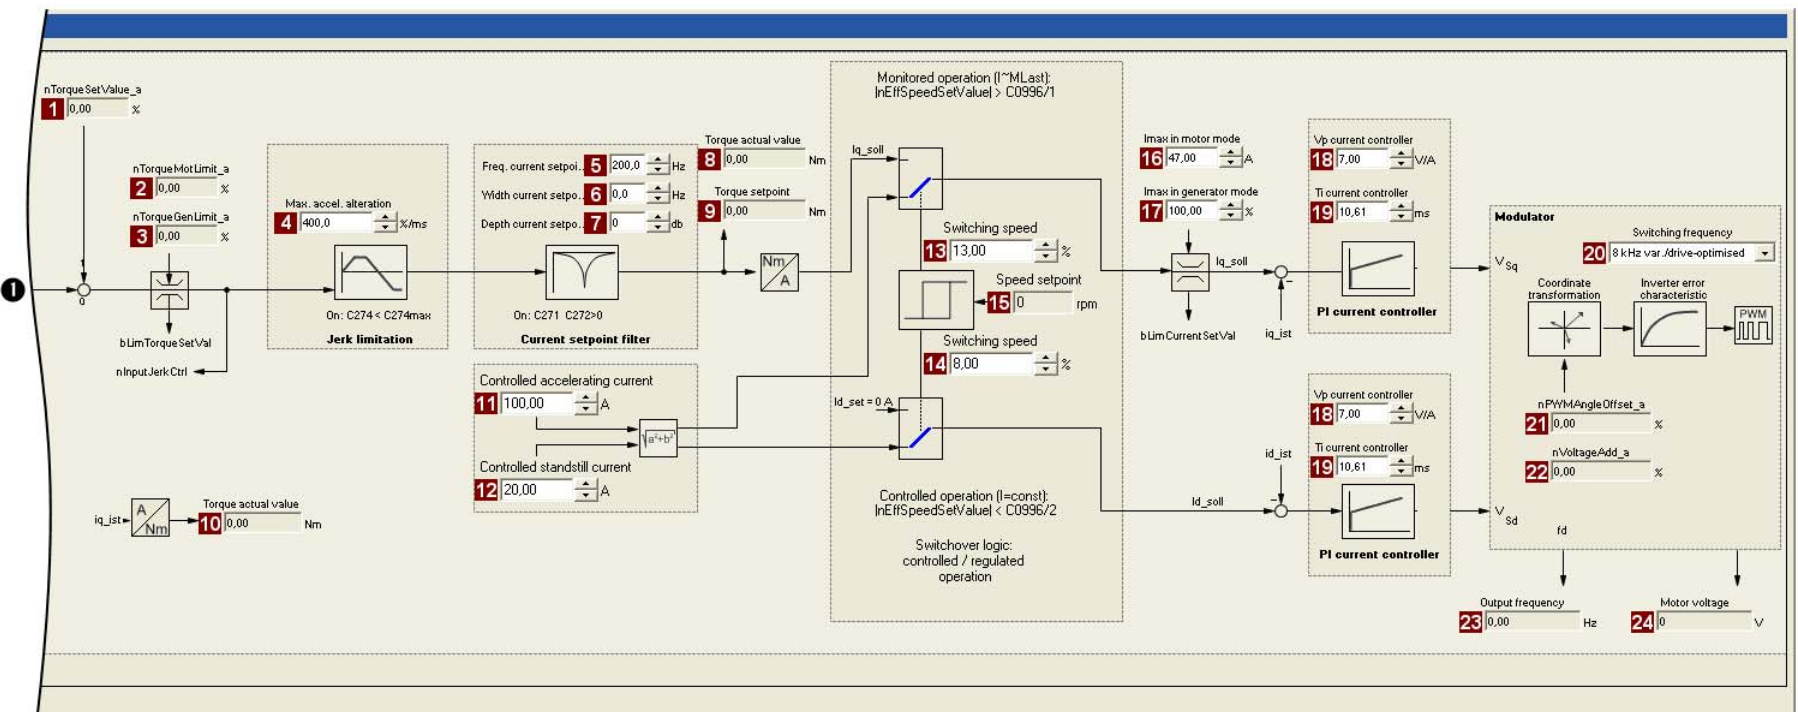 nTorqueSetValue_a
1 0,00 %
nTorqueMotLimit_a
2 0,00 %
nTorqueGenLimit_a
3 0,00 %
bLimTorqueSetVal
nInputJerkCtrl
Max. accel. alteration
4 400,0 %/ms
On: C274 < C274max
Jerk limitation
Freq. current setpoi.. 5 200,0 Hz
Width current setpo.. 6 0,0 Hz
Depth current setpo.. 7 0 db
On: C271 C272>0
Current setpoint filter
Torque actual value
8 0,00 Nm
Torque setpoint
9 0,00 Nm
Nm
A
Controlled accelerating current
11 100,00 A
√a²+b²
Controlled standstill current
12 20,00 A
iq_ist
A
Nm
Torque actual value
10 0,00 Nm
Monitored operation (I~MLast):
|nEffSpeedSetValue| > C0996/1
Iq_soll
Switching speed
13 13,00 %
Speed setpoint
15 0 rpm
Switching speed
14 8,00 %
Id_set = 0 A
Controlled operation (I=const):
|nEffSpeedSetValue| < C0996/2
Switchover logic:
controlled / regulated
operation
Imax in motor mode
16 47,00 A
Imax in generator mode
17 100,00 %
Iq_soll
bLimCurrentSetVal
iq_ist
-
Vp current controller
18 7,00 V/A
Ti current controller
19 10,61 ms
PI current controller
id_ist
-
Id_soll
Vp current controller
18 7,00 V/A
Ti current controller
19 10,61 ms
PI current controller
Modulator
Switching frequency
20 8 kHz var./drive-optimised
V Sq
Coordinate
transformation
Inverter error
characteristic
PWM
nPWMAngleOffset_a
21 0,00 %
nVoltageAdd_a
22 0,00 %
V Sd
fd
Output frequency
23 0,00 Hz
Motor voltage
24 0 V